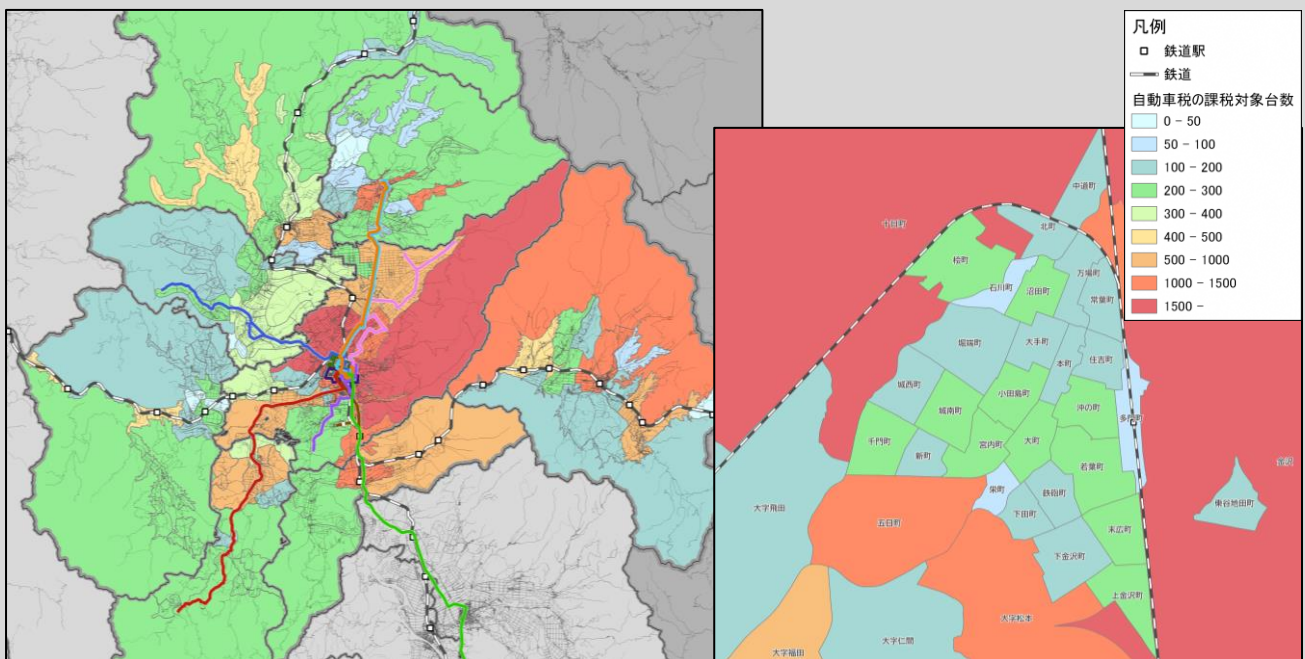 凡例
鉄道駅
鉄道
自動車税の課税対象台数
0 - 50
50 - 100
100 - 200
200 - 300
300 - 400
400 - 500
500 - 1000
1000 - 1500
1500 -
中道町
十日町
北町
桧町
万場町
石川町
沼田町
常葉町
堀端町
大手町
本町
住吉町
城西町
小田島町
城南町
沖の町
多門町
千門町
宮内町
大町
新町
若葉町
金沢
栄町
鉄砲町
東谷地田町
大字飛田
下田町
五日町
末広町
下金沢町
上金沢町
大字松本
大字仁間
大字福田